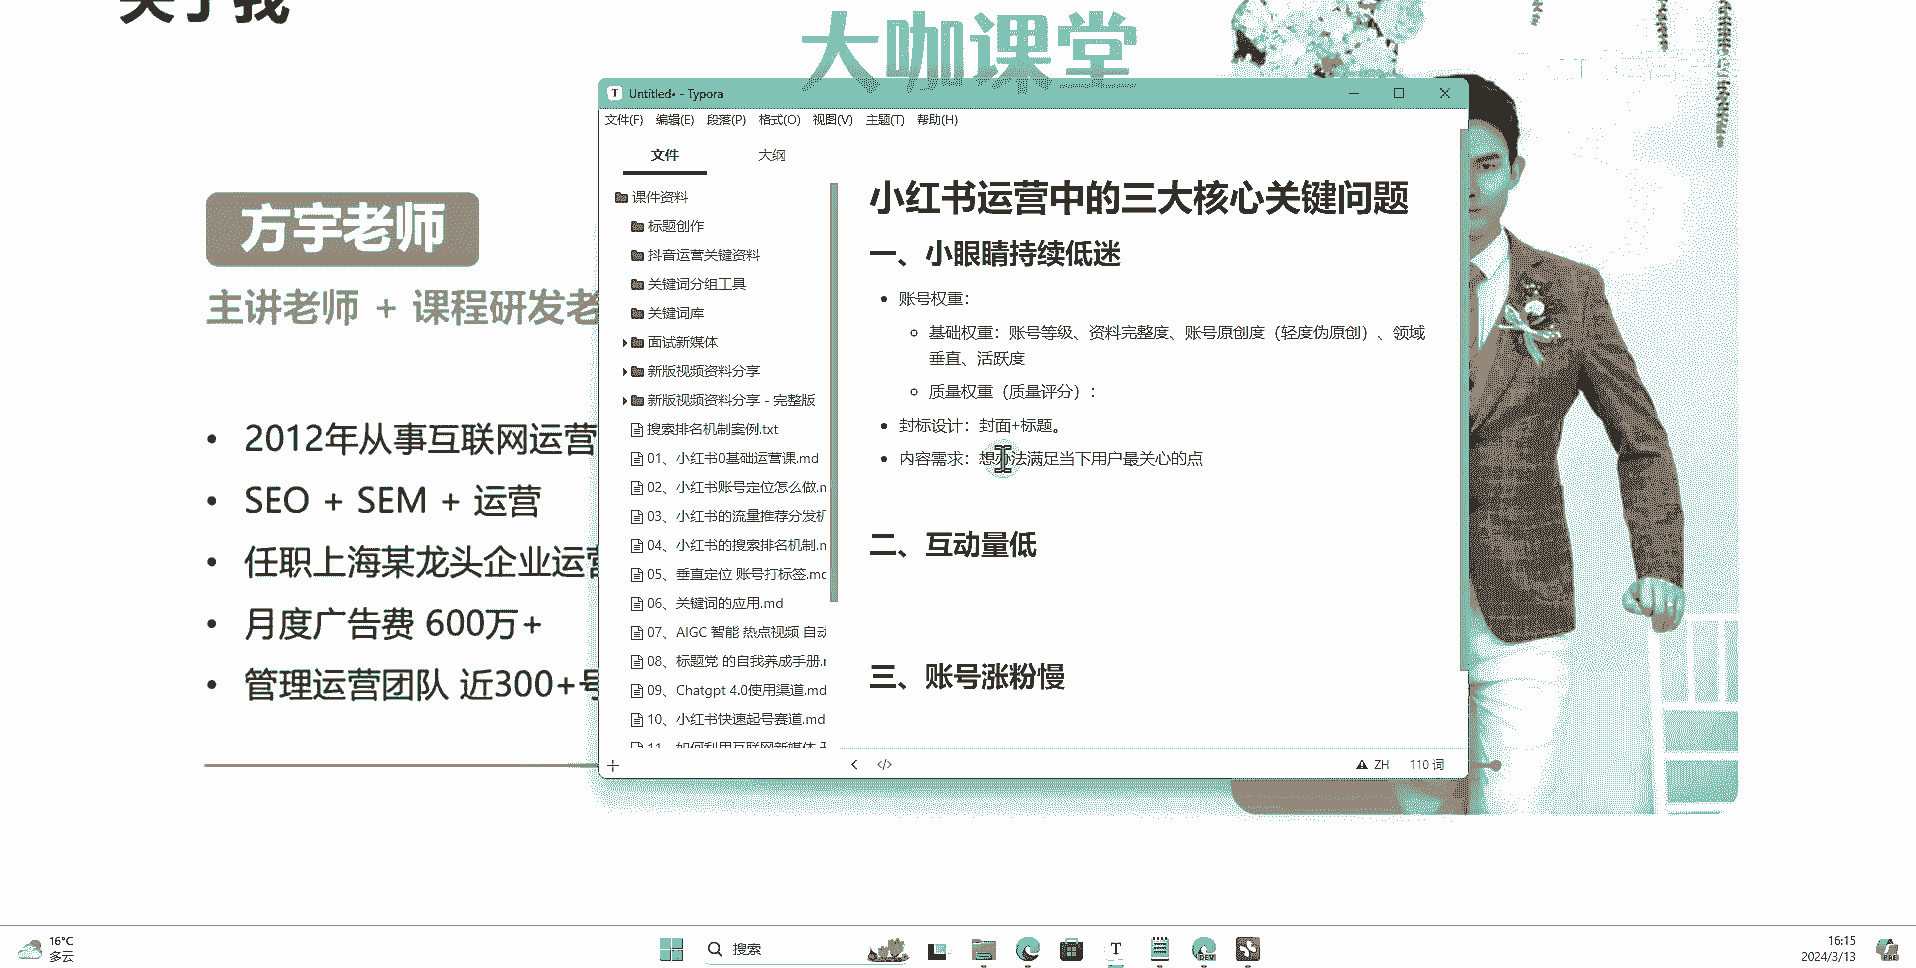 关于我
大咖课堂
方宇老师
主讲老师 + 课程研发老
• 2012年从事互联网运营
• SEO + SEM + 运营
• 任职上海某龙头企业运营
• 月度广告费 600万+
• 管理运营团队 近300+号
Untitled• - Typora
文件(F) 编辑(E) 段落(P) 格式(O) 视图(V) 主题(T) 帮助(H)
文件 大纲
课件资料
标题创作
抖音运营关键资料
关键词分组工具
关键词库
面试新媒体
新版视频资料分享
新版视频资料分享 - 完整版
搜索排名机制案例.txt
01、小红书0基础运营课.md
02、小红书账号定位怎么做.m
03、小红书的流量推荐分发机
04、小红书的搜索排名机制.m
05、垂直定位 账号打标签.md
06、关键词的应用.md
07、AIGC 智能 热点视频 自动
08、标题党 的自我养成手册.m
09、Chatgpt 4.0使用渠道.md
10、小红书快速起号赛道.md
11、如何利用互联网新媒体
小红书运营中的三大核心关键问题
一、小眼睛持续低迷
• 账号权重：
基础权重：账号等级、资料完整度、账号原创度（轻度伪原创）、领域
垂直、活跃度
质量权重（质量评分）：
• 封标设计：封面+标题。
• 内容需求：想办法满足当下用户最关心的点
二、互动量低
三、账号涨粉慢
ZH 110 词
16°C
多云
搜索
16:15
2024/3/13